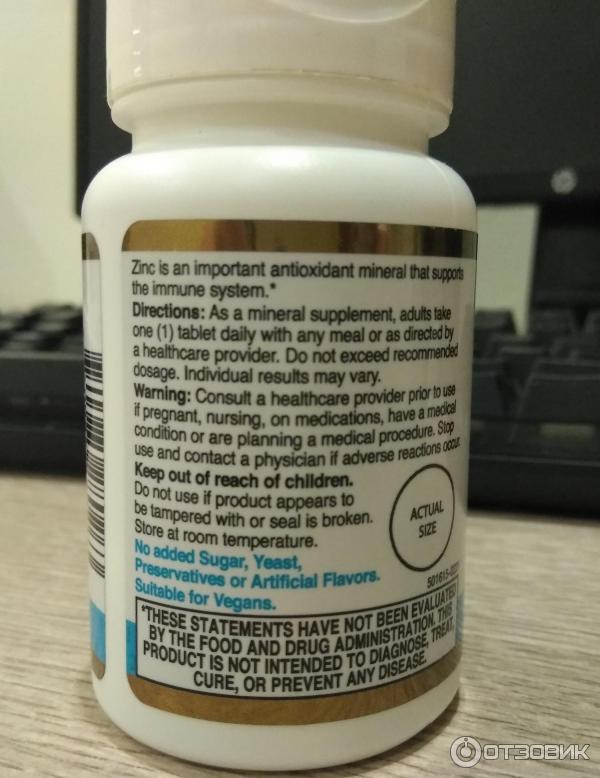 Zinc is an important antioxidant mineral that supports
the immune system.*
Directions: As a mineral supplement, adults take
one (1) tablet daily with any meal or as directed by
a healthcare provider. Do not exceed recommended
dosage. Individual results may vary.
Warning: Consult a healthcare provider prior to use
if pregnant, nursing, on medications, have a medical
condition or are planning a medical procedure. Stop
use and contact a physician if adverse reactions occur.
Keep out of reach of children.
Do not use if product appears to
be tampered with or seal is broken.
Store at room temperature.
ACTUAL
SIZE
No added Sugar, Yeast,
Preservatives or Artificial Flavors.
Suitable for Vegans.
*THESE STATEMENTS HAVE NOT BEEN EVALUATED
BY THE FOOD AND DRUG ADMINISTRATION. THIS
PRODUCT IS NOT INTENDED TO DIAGNOSE, TREAT,
CURE, OR PREVENT ANY DISEASE.
ОТЗОВИК